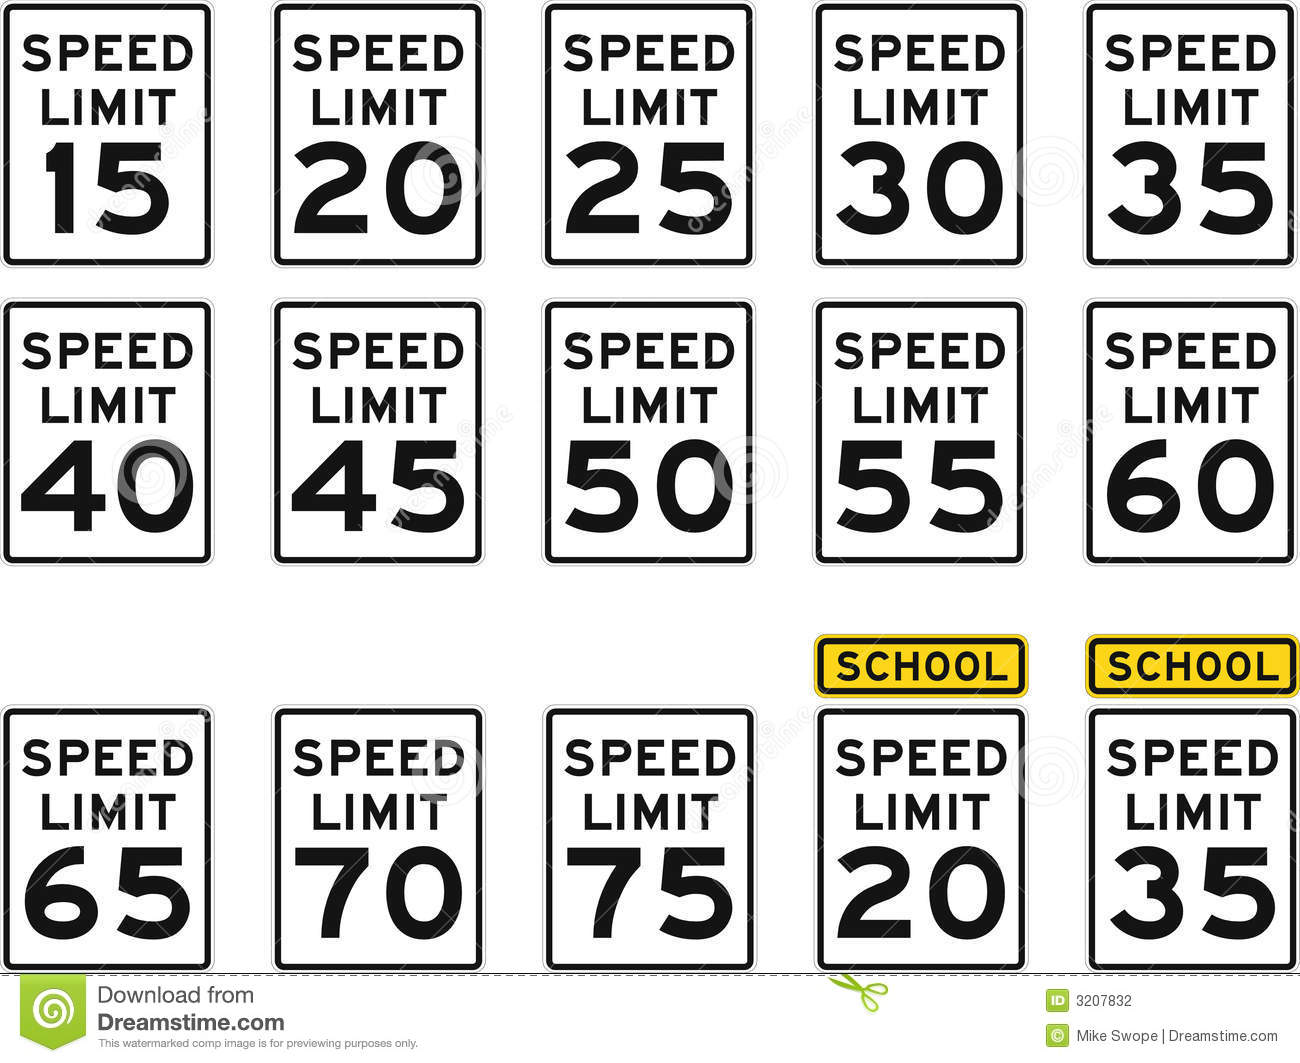 SPEED
LIMIT
15
SPEED
LIMIT
20
SPEED
LIMIT
25
SPEED
LIMIT
30
SPEED
LIMIT
35
SPEED
LIMIT
40
SPEED
LIMIT
45
SPEED
LIMIT
50
SPEED
LIMIT
55
SPEED
LIMIT
60
SPEED
LIMIT
65
SPEED
LIMIT
70
SPEED
LIMIT
75
SCHOOL
SPEED
LIMIT
20
SCHOOL
SPEED
LIMIT
35
Download from
Dreamstime.com
This watermarked comp image is for previewing purposes only.
ID 3207832
© Mike Swope | Dreamstime.com